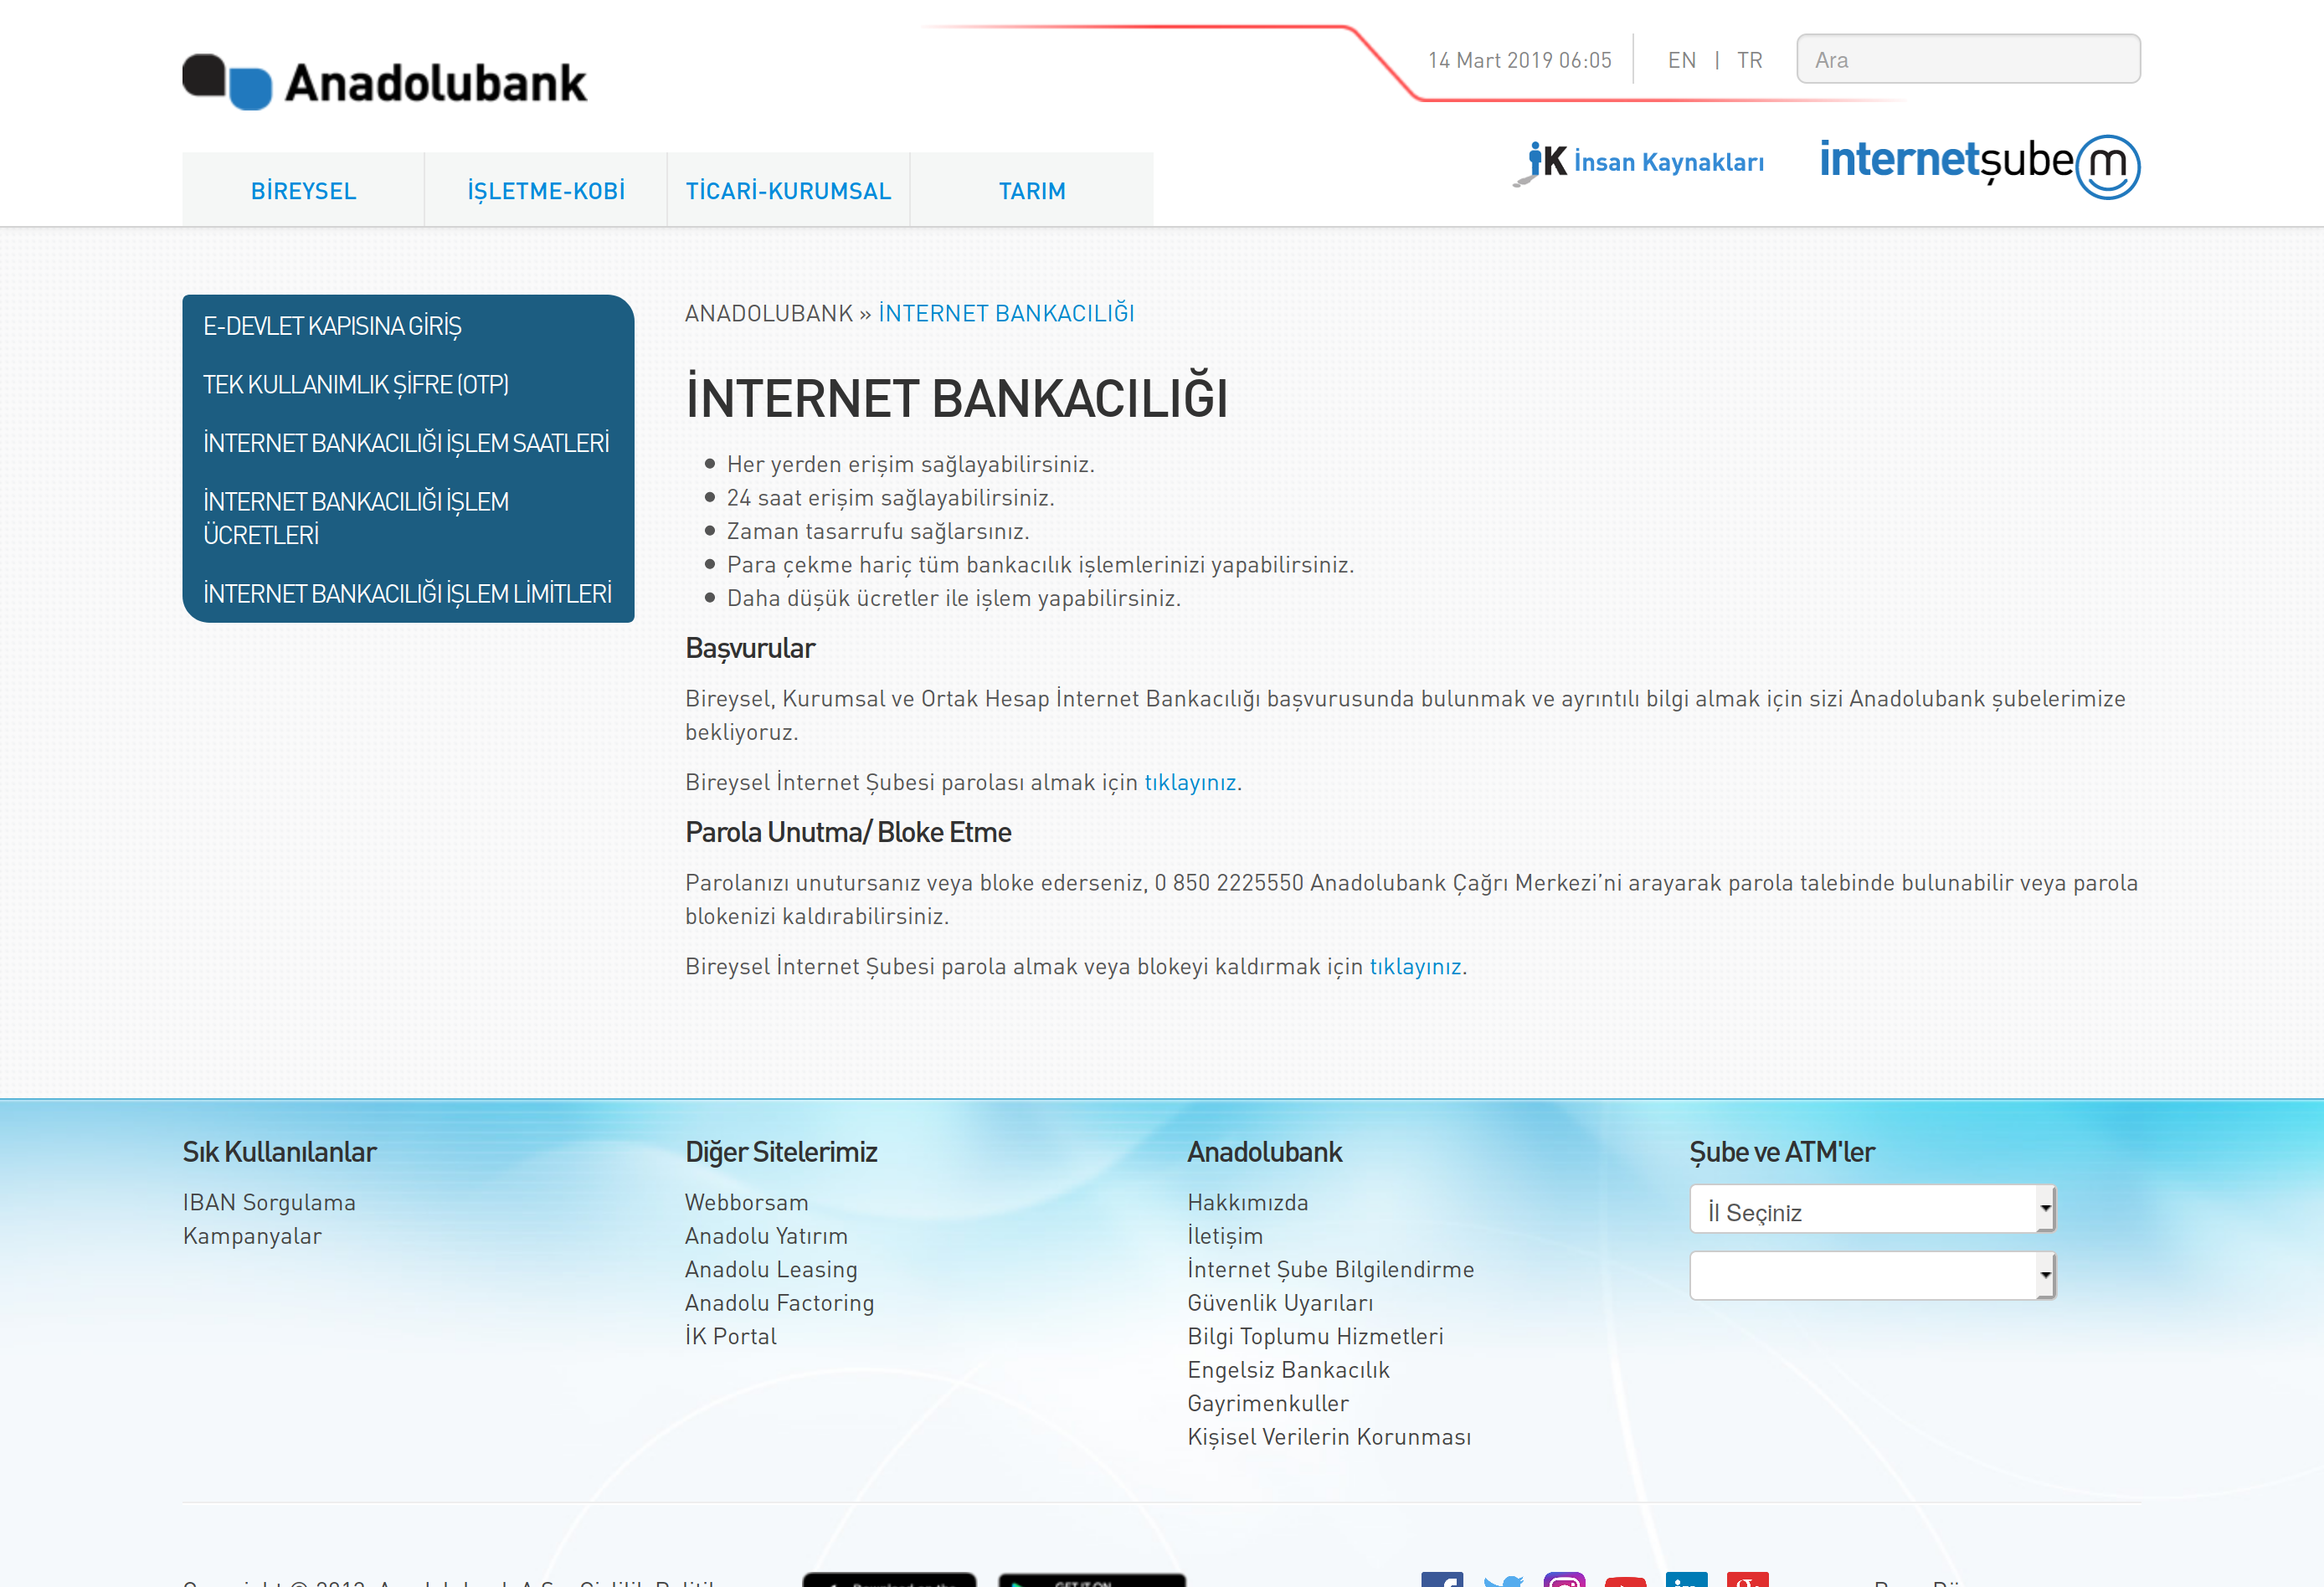 Anadolubank
14 Mart 2019 06:05
EN | TR
Ara
İK İnsan Kaynakları
internetşube m
BİREYSEL
İŞLETME-KOBİ
TİCARİ-KURUMSAL
TARIM
E-DEVLET KAPISINA GİRİŞ
TEK KULLANIMLIK ŞİFRE (OTP)
İNTERNET BANKACILIĞI İŞLEM SAATLERİ
İNTERNET BANKACILIĞI İŞLEM
ÜCRETLERİ
İNTERNET BANKACILIĞI İŞLEM LİMİTLERİ
ANADOLUBANK » İNTERNET BANKACILIĞI
İNTERNET BANKACILIĞI
Her yerden erişim sağlayabilirsiniz.
24 saat erişim sağlayabilirsiniz.
Zaman tasarrufu sağlarsınız.
Para çekme hariç tüm bankacılık işlemlerinizi yapabilirsiniz.
Daha düşük ücretler ile işlem yapabilirsiniz.
Başvurular
Bireysel, Kurumsal ve Ortak Hesap İnternet Bankacılığı başvurusunda bulunmak ve ayrıntılı bilgi almak için sizi Anadolubank şubelerimize
bekliyoruz.
Bireysel İnternet Şubesi parolası almak için tıklayınız.
Parola Unutma/ Bloke Etme
Parolanızı unutursanız veya bloke ederseniz, 0 850 2225550 Anadolubank Çağrı Merkezi’ni arayarak parola talebinde bulunabilir veya parola
blokenizi kaldırabilirsiniz.
Bireysel İnternet Şubesi parola almak veya blokeyi kaldırmak için tıklayınız.
Sık Kullanılanlar
IBAN Sorgulama
Kampanyalar
Diğer Sitelerimiz
Webborsam
Anadolu Yatırım
Anadolu Leasing
Anadolu Factoring
İK Portal
Anadolubank
Hakkımızda
İletişim
İnternet Şube Bilgilendirme
Güvenlik Uyarıları
Bilgi Toplumu Hizmetleri
Engelsiz Bankacılık
Gayrimenkuller
Kişisel Verilerin Korunması
Şube ve ATM'ler
İl Seçiniz
GET IT ON